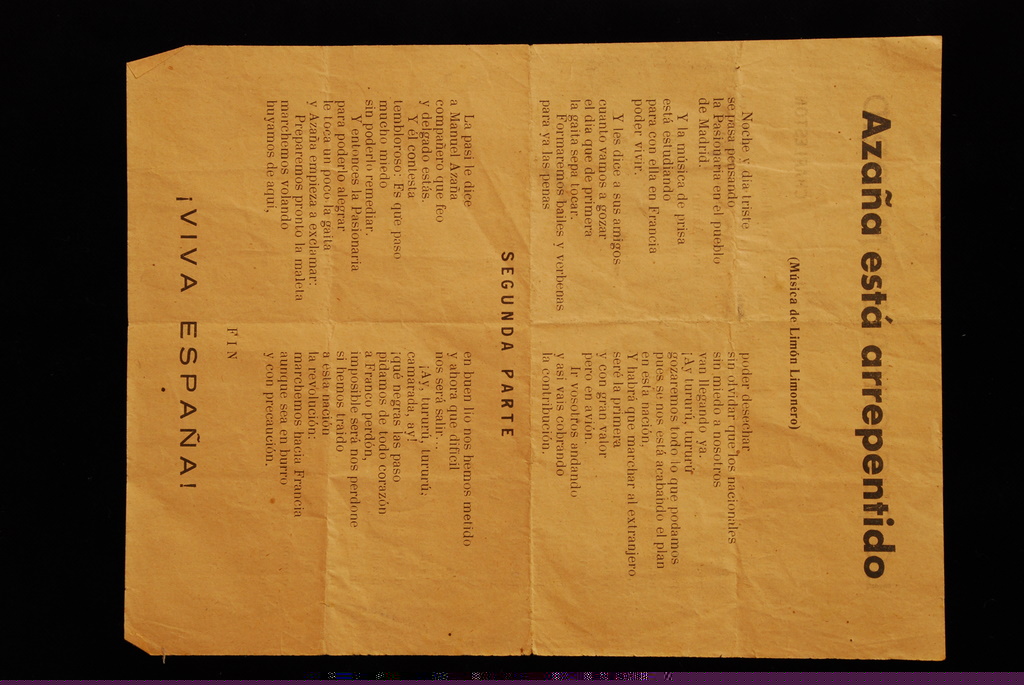 Azaña está arrepentido
(Música de Limón Limonero)
Noche y día triste
se pasa pensando
la Pasionaria en el pueblo
de Madrid.
Y la música de prisa
está estudiando
para con ella en Francia
poder vivir.
Y les dice a sus amigos
cuanto vamos a gozar
el día que de primera
la gaita sepa tocar.
Formaremos bailes y verbenas
para ya las penas
poder desechar
sin olvidar que los nacionales
sin miedo a nosotros
van llegando ya.
¡Ay tururú, tururú
gozaremos todo lo que podamos
pues se nos está acabando el plan
en esta nación.
Y habrá que marchar al extranjero
seré la primera
y con gran valor
pero en avión.
Ir vosotros andando
y así vais cobrando
la contribución.
SEGUNDA PARTE
La pasi le dice
a Manuel Azaña
compañero que feo
y delgado estás.
Y él contesta
tembloroso: Es que paso
mucho miedo
sin poderlo remediar.
Y entonces la Pasionaria
para poderlo alegrar
le toca un poco la gaita
y Azaña empieza a exclamar:
Preparemos pronto la maleta
marchemos volando
huyamos de aquí,
en buen lío nos hemos metido
y ahora que difícil
nos será salir...
¡Ay, tururú, tururú,
camarada, ay!
¡qué negras las paso
pidamos de todo corazón
a Franco perdón,
imposible será nos perdone
si hemos traído
a esta nación
la revolución:
marchemos hacia Francia
aunque sea en burro
y con precaución.
FIN
¡VIVA ESPAÑA!